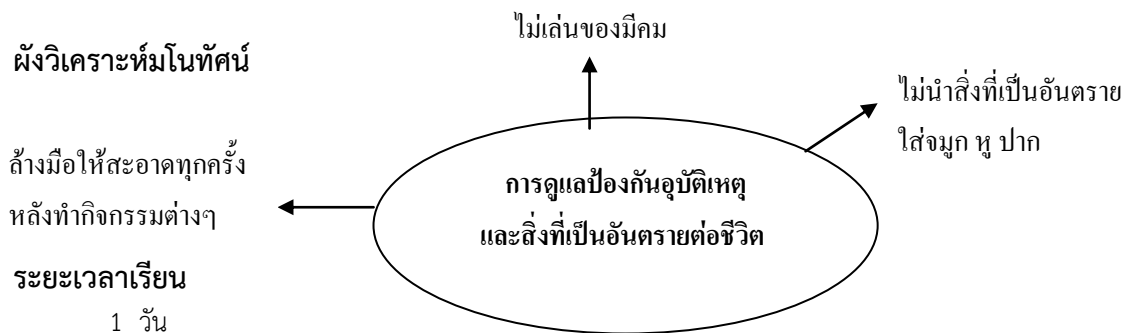 ไม่เล่นของมีคม
ผังวิเคราะห์มโนทัศน์
ไม่นำสิ่งที่เป็นอันตราย
ใส่จมูก หู ปาก
ล้างมือให้สะอาดทุกครั้ง
หลังทำกิจกรรมต่างๆ
การดูแลป้องกันอุบัติเหตุ
และสิ่งที่เป็นอันตรายต่อชีวิต
ระยะเวลาเรียน
1 วัน